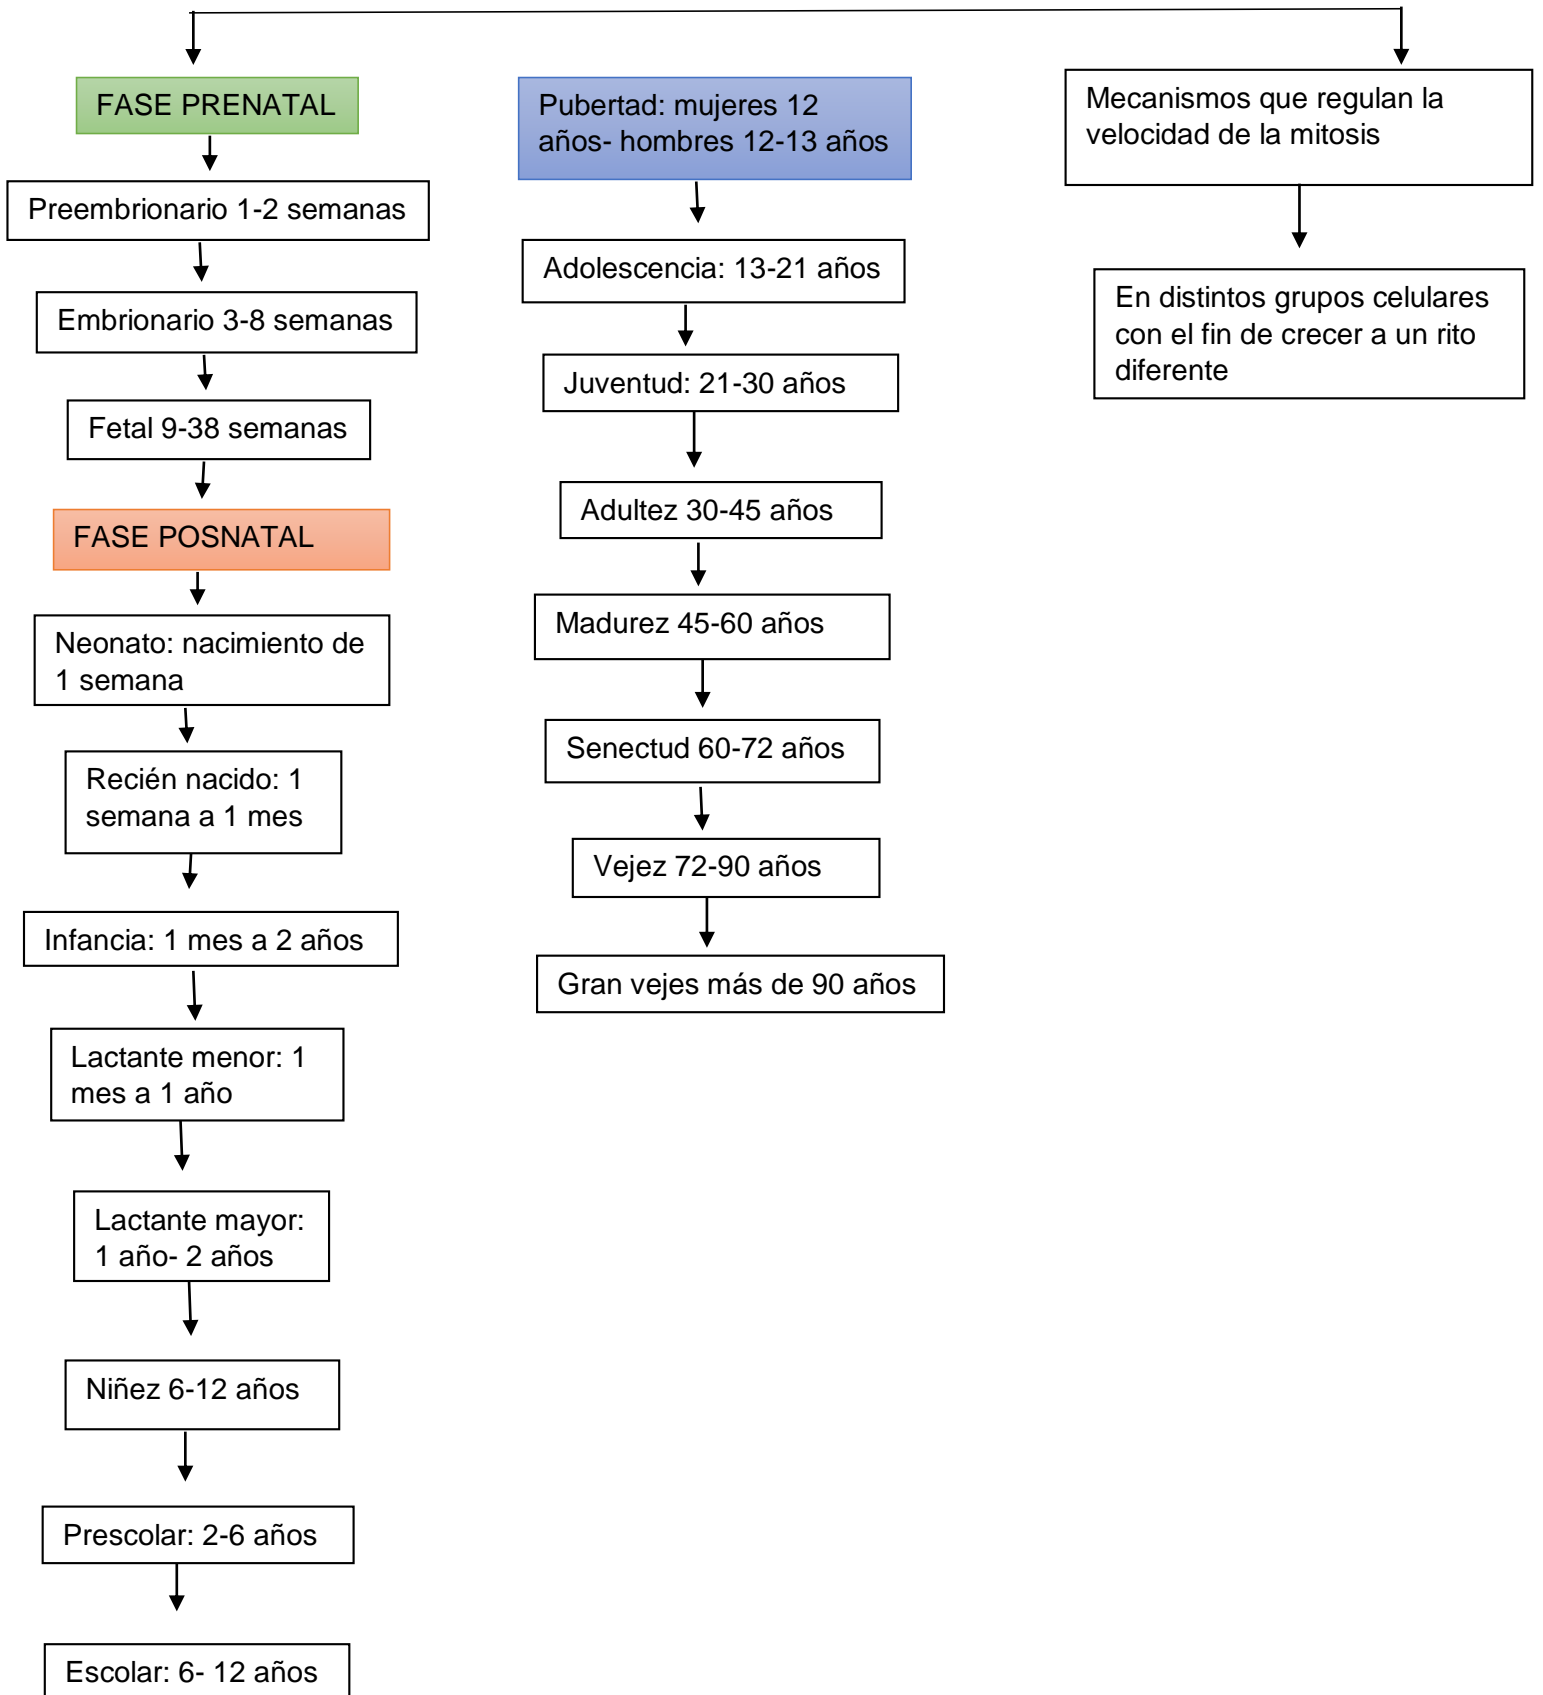 FASE PRENATAL
Preembrionario 1-2 semanas
Embrionario 3-8 semanas
Fetal 9-38 semanas
FASE POSNATAL
Neonato: nacimiento de
1 semana
Recién nacido: 1
semana a 1 mes
Infancia: 1 mes a 2 años
Lactante menor: 1
mes a 1 año
Lactante mayor:
1 año- 2 años
Niñez 6-12 años
Prescolar: 2-6 años
Escolar: 6- 12 años
Pubertad: mujeres 12
años- hombres 12-13 años
Adolescencia: 13-21 años
Juventud: 21-30 años
Adultez 30-45 años
Madurez 45-60 años
Senectud 60-72 años
Vejez 72-90 años
Gran vejes más de 90 años
Mecanismos que regulan la
velocidad de la mitosis
En distintos grupos celulares
con el fin de crecer a un rito
diferente